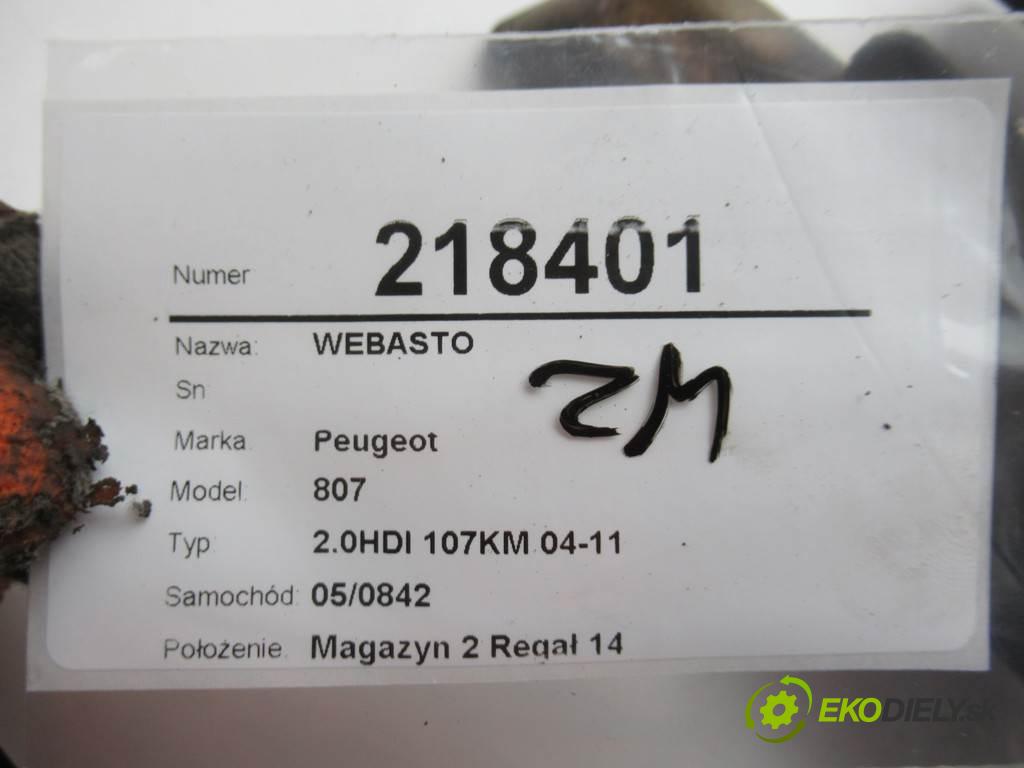 Numer 218401
Nazwa: WEBASTO
Sn
Marka Peugeot
Model: 807
Typ 2.0HDI 107KM 04-11
Samochód: 05/0842
Położenie. Magazyn 2 Regał 14
EKODIELY.sk